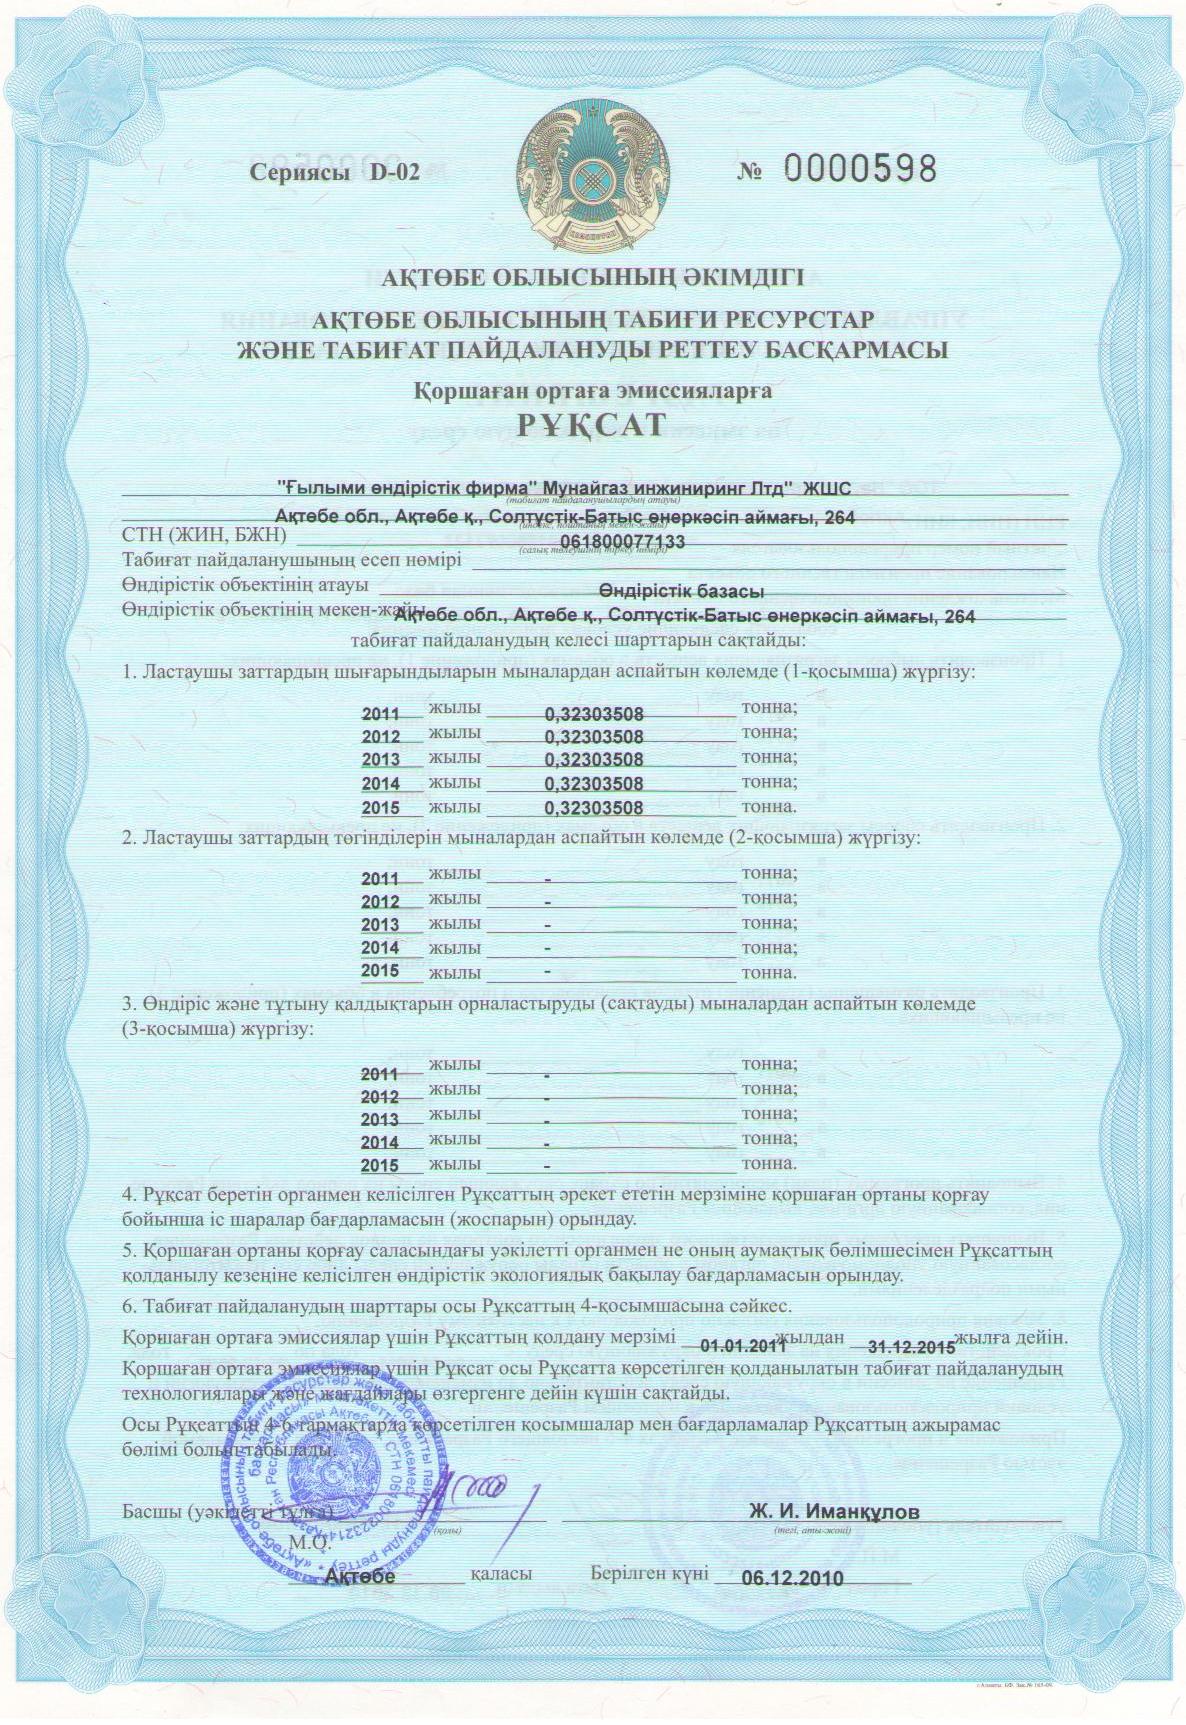 Сериясы D-02
№ 0000598
АҚТӨБЕ ОБЛЫСЫНЫҢ ӘКІМДІГІ
АҚТӨБЕ ОБЛЫСЫНЫҢ ТАБИҒИ РЕСУРСТАР
ЖӘНЕ ТАБИҒАТ ПАЙДАЛАНУДЫ РЕТТЕУ БАСҚАРМАСЫ
Қоршаған ортаға эмиссияларға
РҰҚСАТ
"Ғылыми өндірістік фирма" Мунайгаз инжиниринг Лтд" ЖШС
(табиғат пайдаланушылардың атауы)
Ақтөбе обл., Ақтөбе қ., Солтүстік-Батыс өнеркәсіп аймағы, 264
(индекс, поштаның мекен-жайы)
СТН (ЖИН, БЖН) 061800077133
(салық төлеушінің тіркеу нөмірі)
Табиғат пайдаланушының есеп нөмірі
Өндірістік объектінің атауы Өндірістік базасы
Өндірістік объектінің мекен-жайы Ақтөбе обл., Ақтөбе қ., Солтүстік-Батыс өнеркәсіп аймағы, 264
табиғат пайдаланудың келесі шарттарын сақтайды:
1. Ластаушы заттардың шығарындыларын мыналардан аспайтын көлемде (1-қосымша) жүргізу:
2011 жылы 0,32303508 тонна;
2012 жылы 0,32303508 тонна;
2013 жылы 0,32303508 тонна;
2014 жылы 0,32303508 тонна;
2015 жылы 0,32303508 тонна.
2. Ластаушы заттардың төгінділерін мыналардан аспайтын көлемде (2-қосымша) жүргізу:
2011 жылы - тонна;
2012 жылы - тонна;
2013 жылы - тонна;
2014 жылы - тонна;
2015 жылы - тонна.
3. Өндіріс және тұтыну қалдықтарын орналастыруды (сақтауды) мыналардан аспайтын көлемде
(3-қосымша) жүргізу:
2011 жылы - тонна;
2012 жылы - тонна;
2013 жылы - тонна;
2014 жылы - тонна;
2015 жылы - тонна.
4. Рұқсат беретін органмен келісілген Рұқсаттың әрекет ететін мерзіміне қоршаған ортаны қорғау
бойынша іс шаралар бағдарламасын (жоспарын) орындау.
5. Қоршаған ортаны қорғау саласындағы уәкілетті органмен не оның аумақтық бөлімшесімен Рұқсаттың
қолданылу кезеңіне келісілген өндірістік экологиялық бақылау бағдарламасын орындау.
6. Табиғат пайдаланудың шарттары осы Рұқсаттың 4-қосымшасына сәйкес.
Қоршаған ортаға эмиссиялар үшін Рұқсаттың қолдану мерзімі 01.01.2011 жылдан 31.12.2015 жылға дейін.
Қоршаған ортаға эмиссиялар үшін Рұқсат осы Рұқсатта көрсетілген қолданылатын табиғат пайдаланудың
технологиялары және жағдайлары өзгергенге дейін күшін сақтайды.
Осы Рұқсаттың 4-6 тармақтарда көрсетілген қосымшалар мен бағдарламалар Рұқсаттың ажырамас
бөлімі болып табылады.
Басшы (уәкілетті тұлға) Ж. И. Иманқұлов
(қолы) (тегі, аты-жөні)
М.О.
Ақтөбе қаласы Берілген күні 06.12.2010